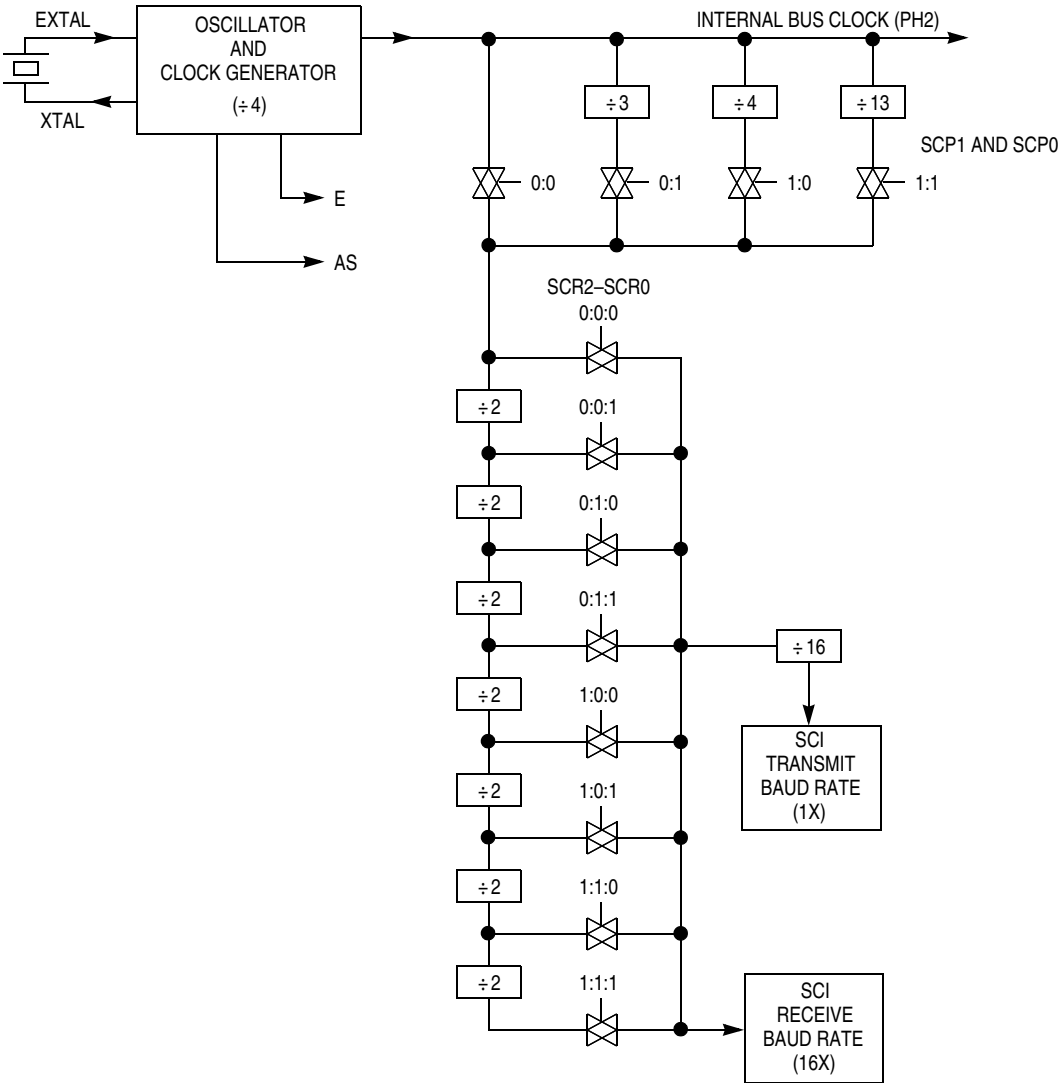 EXTAL
XTAL
OSCILLATOR
AND
CLOCK GENERATOR
(÷4)
E
AS
INTERNAL BUS CLOCK (PH2)
÷3
÷4
÷13
SCP1 AND SCP0
0:0
0:1
1:0
1:1
SCR2–SCR0
0:0:0
÷2
0:0:1
÷2
0:1:0
÷2
0:1:1
÷16
÷2
1:0:0
SCI
TRANSMIT
BAUD RATE
(1X)
÷2
1:0:1
÷2
1:1:0
÷2
1:1:1
SCI
RECEIVE
BAUD RATE
(16X)